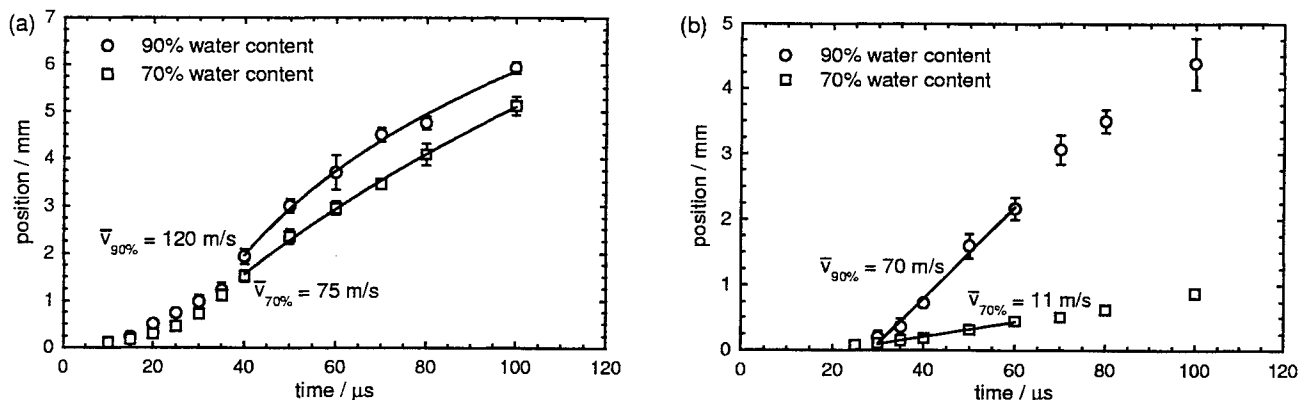 (a)
7
6
5
4
3
2
1
0
position / mm
90% water content
70% water content
v̄90% = 120 m/s
v̄70% = 75 m/s
0 20 40 60 80 100 120
time / μs
(b)
5
4
3
2
1
0
position / mm
90% water content
70% water content
v̄90% = 70 m/s
v̄70% = 11 m/s
0 20 40 60 80 100 120
time / μs